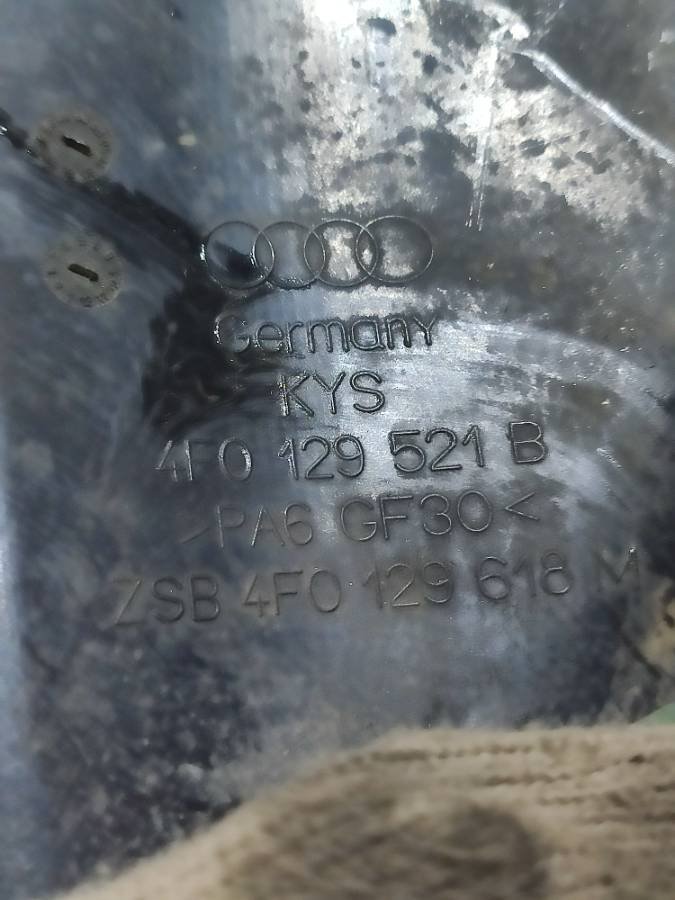 Germany
KYS
4F0 129 521 B
>PA6 GF30<
ZSB 4F0 129 618 M